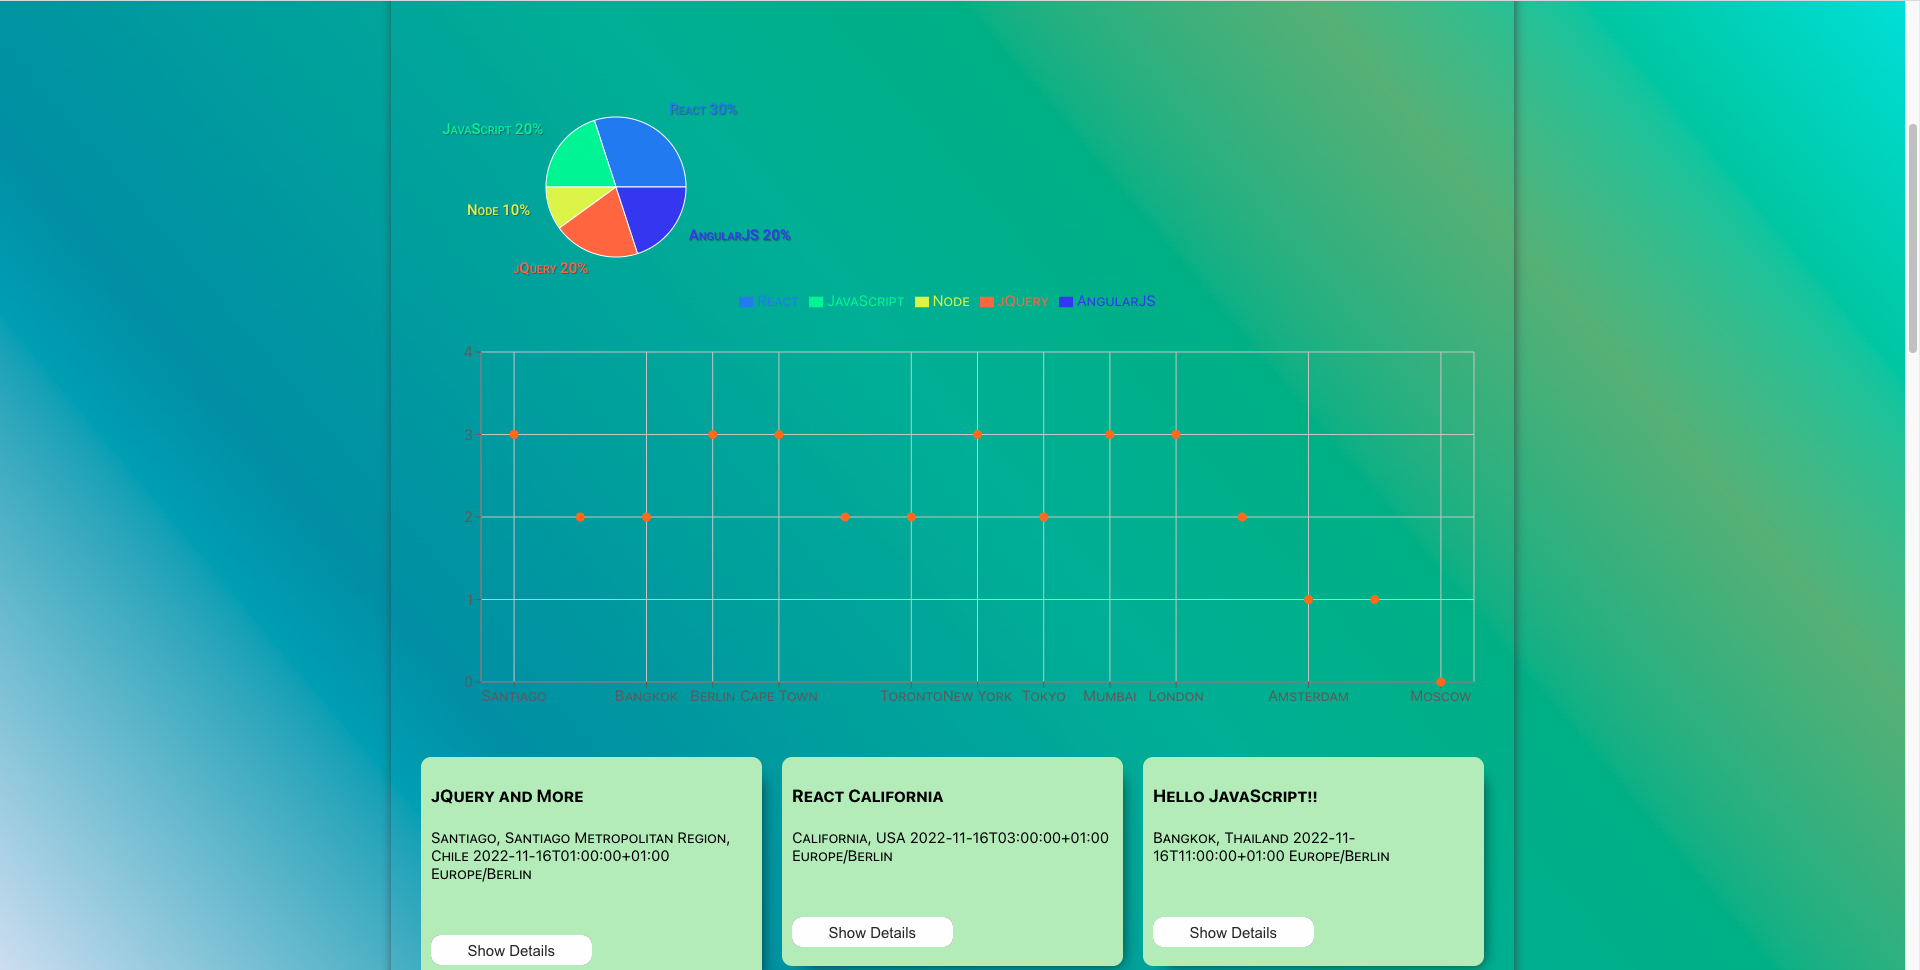 React 30%
JavaScript 20%
Node 10%
AngularJS 20%
jQuery 20%
React JavaScript Node jQuery AngularJS
4
3
2
1
0
Santiago Bangkok Berlin Cape Town Toronto New York Tokyo Mumbai London Amsterdam Moscow
jQuery and More
Santiago, Santiago Metropolitan Region,
Chile 2022-11-16T01:00:00+01:00
Europe/Berlin
Show Details
React California
California, USA 2022-11-16T03:00:00+01:00
Europe/Berlin
Show Details
Hello JavaScript!!
Bangkok, Thailand 2022-11-
16T11:00:00+01:00 Europe/Berlin
Show Details